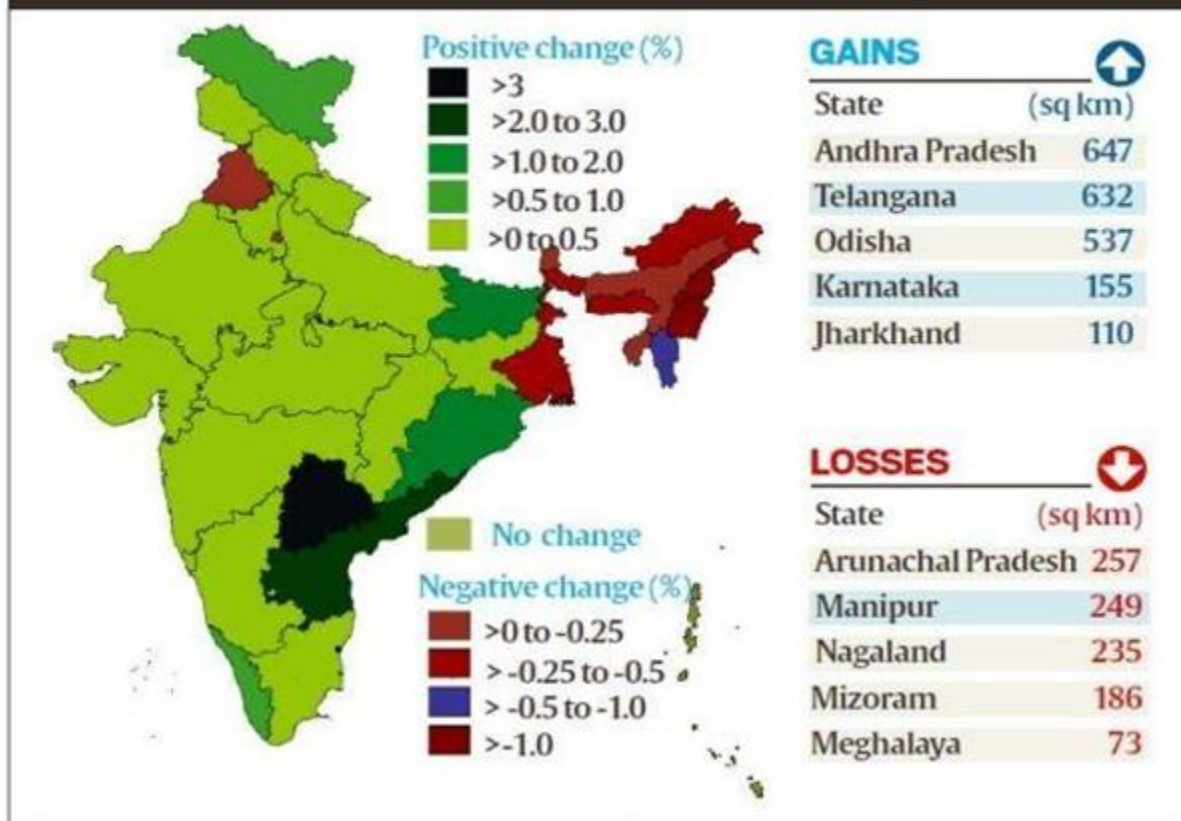 Positive change (%)
>3
>2.0 to 3.0
>1.0 to 2.0
>0.5 to 1.0
>0 to 0.5
No change
Negative change (%)
>0 to -0.25
> -0.25 to -0.5
> -0.5 to -1.0
>-1.0
GAINS
State (sq km)
Andhra Pradesh 647
Telangana 632
Odisha 537
Karnataka 155
Jharkhand 110
LOSSES
State (sq km)
Arunachal Pradesh 257
Manipur 249
Nagaland 235
Mizoram 186
Meghalaya 73